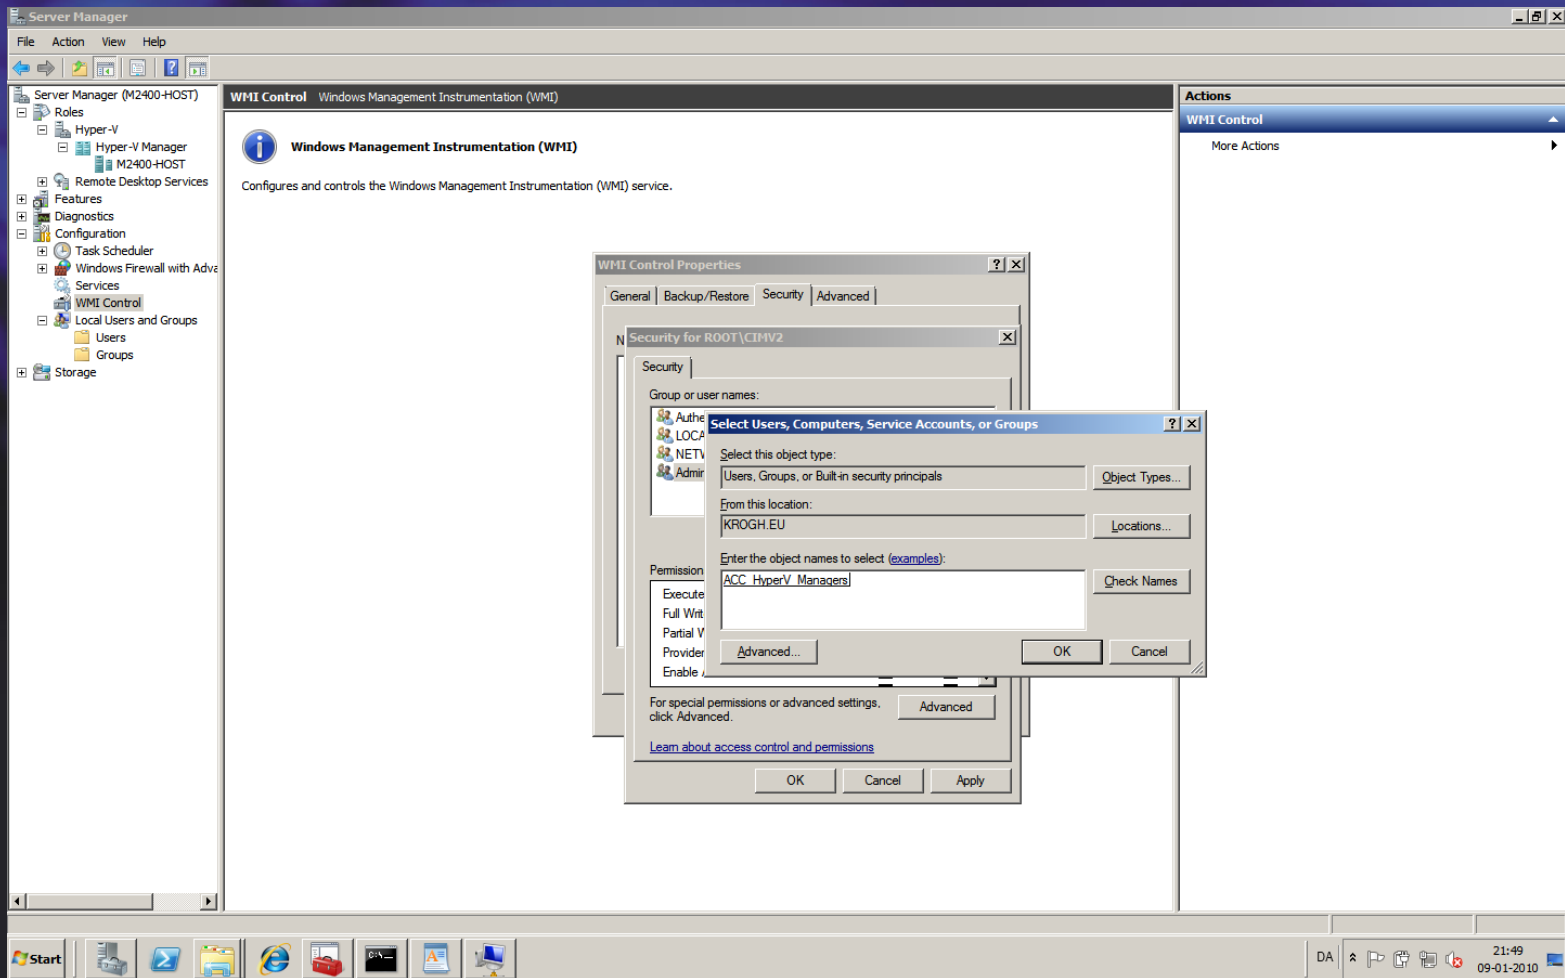 Server Manager
File Action View Help
Server Manager (M2400-HOST)
Roles
Hyper-V
Hyper-V Manager
M2400-HOST
Remote Desktop Services
Features
Diagnostics
Configuration
Task Scheduler
Windows Firewall with Adva
Services
WMI Control
Local Users and Groups
Users
Groups
Storage
WMI Control Windows Management Instrumentation (WMI)
Windows Management Instrumentation (WMI)
Configures and controls the Windows Management Instrumentation (WMI) service.
Actions
WMI Control
More Actions
WMI Control Properties
General Backup/Restore Security Advanced
N
Security for ROOT\CIMV2
Security
Group or user names:
Authe
LOCA
NETW
Admir
Permission
Execute
Full Writ
Partial W
Provider
Enable
For special permissions or advanced settings,
click Advanced.
Advanced
Learn about access control and permissions
OK Cancel Apply
Select Users, Computers, Service Accounts, or Groups
Select this object type:
Users, Groups, or Built-in security principals
Object Types...
From this location:
KROGH.EU
Locations...
Enter the object names to select (examples):
ACC_HyperV_Managers
Check Names
Advanced... OK Cancel
Start
C:\
DA
21:49
09-01-2010